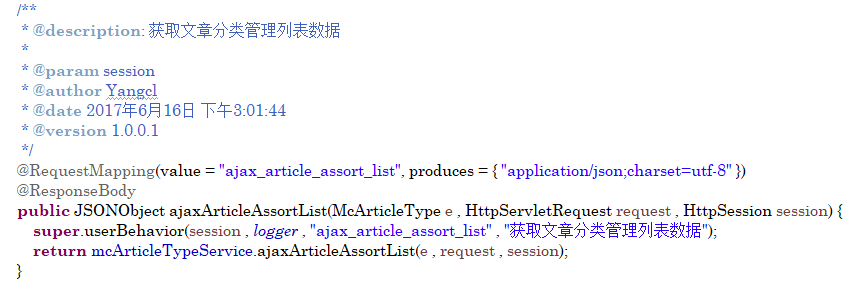 /**
* @description: 获取文章分类管理列表数据
*
* @param session
* @author Yangcl
* @date 2017年6月16日 下午3:01:44
* @version 1.0.0.1
*/
@RequestMapping(value = "ajax_article_assort_list", produces = { "application/json;charset=utf-8" })
@ResponseBody
public JSONObject ajaxArticleAssortList(McArticleType e , HttpServletRequest request , HttpSession session) {
super.userBehavior(session , logger , "ajax_article_assort_list" , "获取文章分类管理列表数据");
return mcArticleTypeService.ajaxArticleAssortList(e , request , session);
}